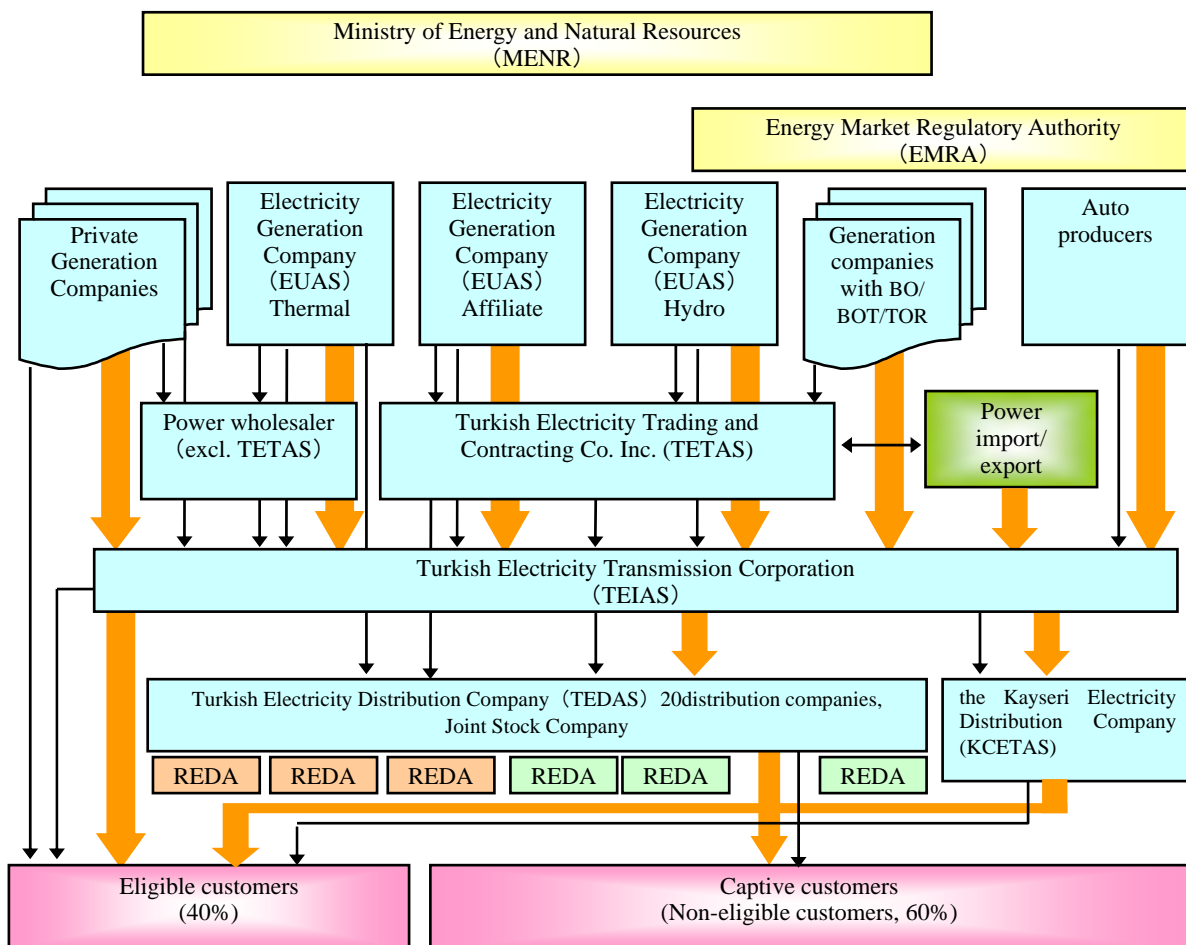 Ministry of Energy and Natural Resources
（MENR）
Energy Market Regulatory Authority
（EMRA）
Private
Generation
Companies
Electricity
Generation
Company
（EUAS）
Thermal
Electricity
Generation
Company
（EUAS）
Affiliate
Electricity
Generation
Company
（EUAS）
Hydro
Generation
companies
with BO/
BOT/TOR
Auto
producers
Power wholesaler
（excl. TETAS）
Turkish Electricity Trading and
Contracting Co. Inc. (TETAS)
Power
import/
export
Turkish Electricity Transmission Corporation
（TEIAS）
Turkish Electricity Distribution Company（TEDAS）20distribution companies,
Joint Stock Company
the Kayseri Electricity
Distribution Company
(KCETAS)
REDA
REDA
REDA
REDA
REDA
REDA
Eligible customers
(40%)
Captive customers
(Non-eligible customers, 60%)